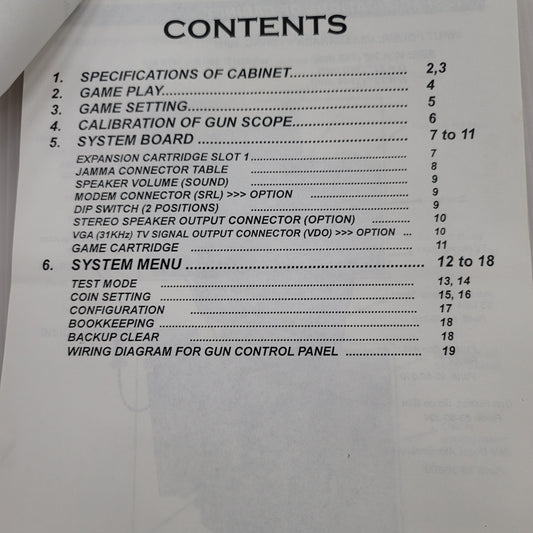 CONTENTS
1. SPECIFICATIONS OF CABINET................................ 2,3
2. GAME PLAY.................................................................... 4
3. GAME SETTING............................................................. 5
4. CALIBRATION OF GUN SCOPE............................... 6
5. SYSTEM BOARD .......................................................... 7 to 11
EXPANSION CARTRIDGE SLOT 1.................................................. 7
JAMMA CONNECTOR TABLE ........................................................ 8
SPEAKER VOLUME (SOUND) ........................................................ 9
MODEM CONNECTOR (SRL) >>> OPTION ................................ 9
DIP SWITCH (2 POSITIONS) ........................................................ 9
STEREO SPEAKER OUTPUT CONNECTOR (OPTION) ............. 10
VGA (31KHz) TV SIGNAL OUTPUT CONNECTOR (VDO) >>> OPTION ... 10
GAME CARTRIDGE ........................................................................ 11
6. SYSTEM MENU ................................................................ 12 to 18
TEST MODE ................................................................................ 13, 14
COIN SETTING ............................................................................ 15, 16
CONFIGURATION ........................................................................ 17
BOOKKEEPING ............................................................................ 18
BACKUP CLEAR ........................................................................ 18
WIRING DIAGRAM FOR GUN CONTROL PANEL ...................... 19